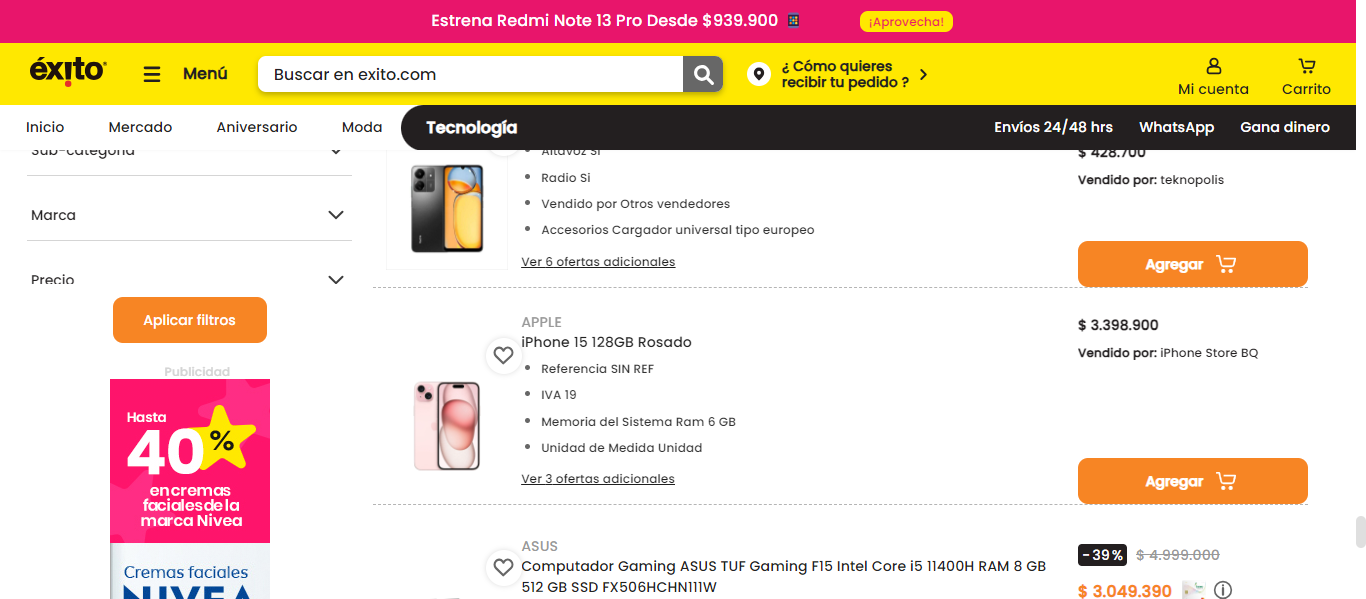 Estrena Redmi Note 13 Pro Desde $939.900
¡Aprovecha!
éxito
Menú
Buscar en exito.com
¿ Cómo quieres
recibir tu pedido ?
Mi cuenta
Carrito
Inicio
Mercado
Aniversario
Moda
Tecnología
Envíos 24/48 hrs
WhatsApp
Gana dinero
Sub-categoría
Marca
Precio
Aplicar filtros
Publicidad
Hasta
40%
en cremas
faciales de la
marca Nivea
Cremas faciales
NIVEA
Altavoz Si
Radio Si
Vendido por Otros vendedores
Accesorios Cargador universal tipo europeo
Ver 6 ofertas adicionales
$ 428.700
Vendido por: teknopolis
Agregar
APPLE
iPhone 15 128GB Rosado
Referencia SIN REF
IVA 19
Memoria del Sistema Ram 6 GB
Unidad de Medida Unidad
Ver 3 ofertas adicionales
$ 3.398.900
Vendido por: iPhone Store BQ
Agregar
ASUS
Computador Gaming ASUS TUF Gaming F15 Intel Core i5 11400H RAM 8 GB
512 GB SSD FX506HCHN111W
-39%
$ 4.999.000
$ 3.049.390